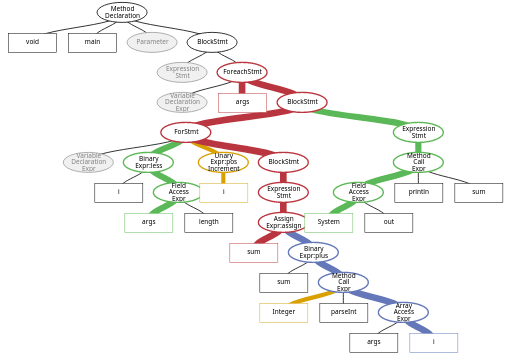 Method
Declaration
void
main
Parameter
BlockStmt
Expression
Stmt
ForeachStmt
Variable
Declaration
Expr
args
BlockStmt
ForStmt
Expression
Stmt
Variable
Declaration
Expr
Binary
Expr:less
Unary
Expr:pos
Increment
BlockStmt
Method
Call
Expr
i
Field
Access
Expr
i
Expression
Stmt
Field
Access
Expr
println
sum
args
length
Assign
Expr:assign
System
out
sum
Binary
Expr:plus
sum
Method
Call
Expr
Integer
parseInt
Array
Access
Expr
args
i